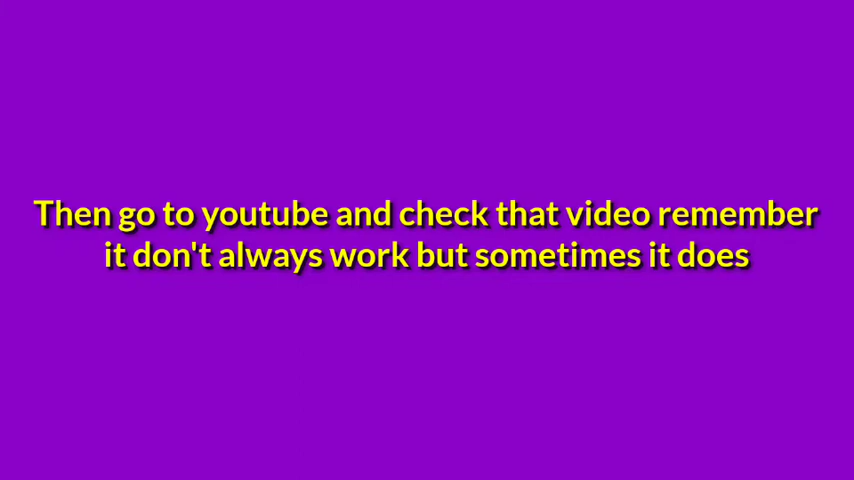 Then go to youtube and check that video remember
it don't always work but sometimes it does